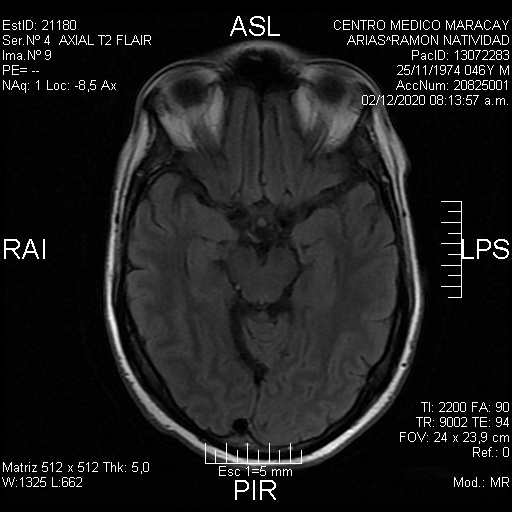 EstID: 21180
Ser.Nº 4 AXIAL T2 FLAIR
Ima.Nº 9
PE= --
NAq: 1 Loc: -8,5 Ax
ASL
CENTRO MEDICO MARACAY
ARIAS^RAMON NATIVIDAD
PacID: 13072283
25/11/1974 046Y M
AccNum: 20825001
02/12/2020 08:13:57 a.m.
RAI
LPS
TI: 2200 FA: 90
TR: 9002 TE: 94
FOV: 24 x 23,9 cm
Ref.: 0
Matriz 512 x 512 Thk: 5,0
W:1325 L:662
Esc 1=5 mm
PIR
Mod.: MR